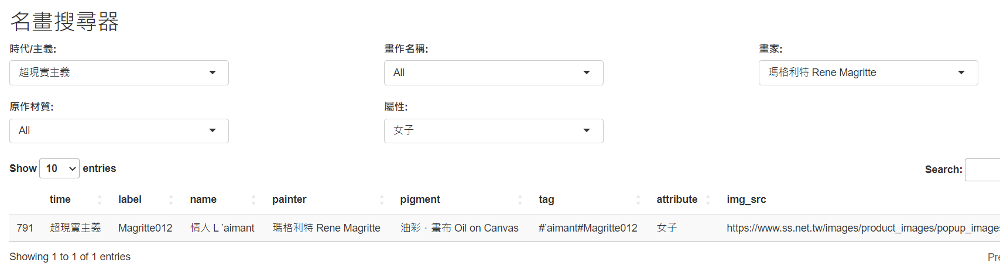 名畫搜尋器
時代/主義: 畫作名稱: 畫家:
超現實主義 All 瑪格利特 Rene Magritte
原作材質: 屬性:
All 女子
Show 10 entries Search:
time label name painter pigment tag attribute img_src
791 超現實主義 Magritte012 情人 L ’aimant 瑪格利特 Rene Magritte 油彩．畫布 Oil on Canvas #’aimant#Magritte012 女子 https://www.ss.net.tw/images/product_images/popup_images
Showing 1 to 1 of 1 entries Pre